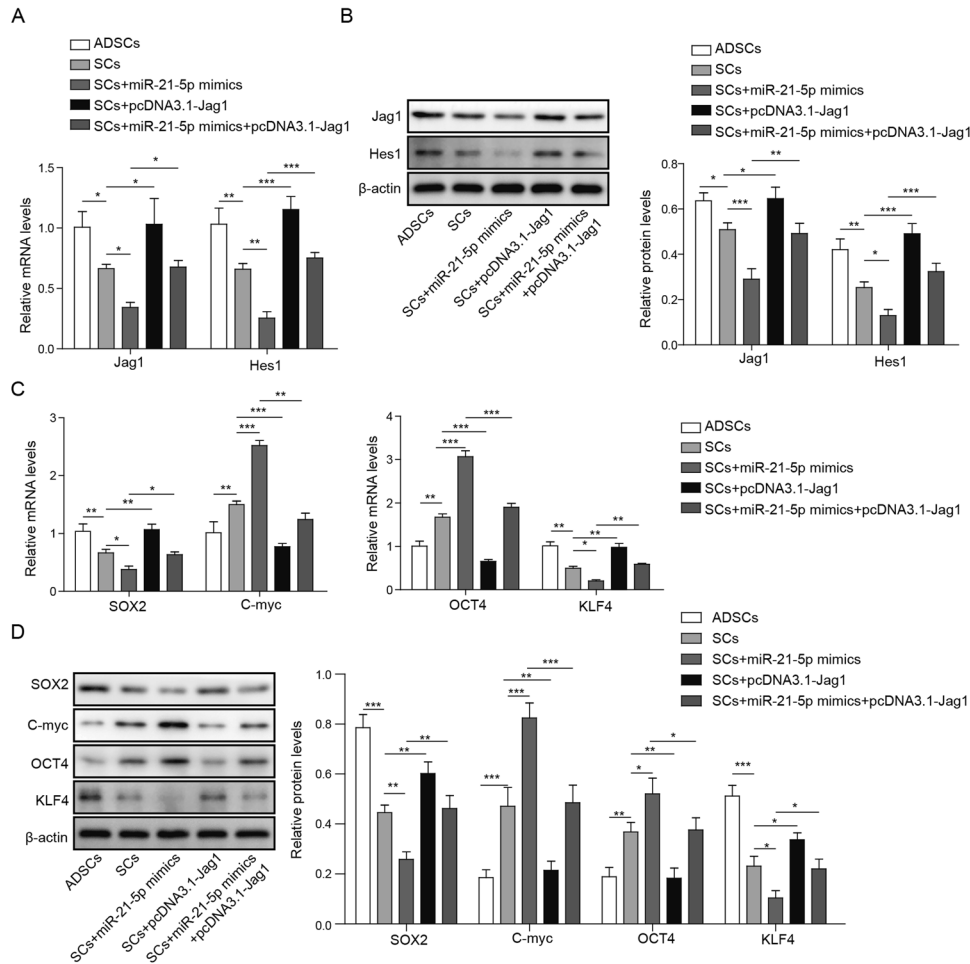 A
ADSCs
SCs
SCs+miR-21-5p mimics
SCs+pcDNA3.1-Jag1
SCs+miR-21-5p mimics+pcDNA3.1-Jag1
Relative mRNA levels
1.5
1.0
0.5
0.0
* * * *
** ** *** ***
Jag1 Hes1
B
Jag1
Hes1
β-actin
ADSCs
SCs
SCs+miR-21-5p mimics
SCs+pcDNA3.1-Jag1
SCs+miR-21-5p mimics
+pcDNA3.1-Jag1
ADSCs
SCs
SCs+miR-21-5p mimics
SCs+pcDNA3.1-Jag1
SCs+miR-21-5p mimics+pcDNA3.1-Jag1
Relative protein levels
0.8
0.6
0.4
0.2
0.0
* *** * **
** * *** ***
Jag1 Hes1
C
Relative mRNA levels
3
2
1
0
** * ** *
** *** *** **
SOX2 C-myc
Relative mRNA levels
4
3
2
1
0
** *** *** ***
** * ** **
OCT4 KLF4
ADSCs
SCs
SCs+miR-21-5p mimics
SCs+pcDNA3.1-Jag1
SCs+miR-21-5p mimics+pcDNA3.1-Jag1
D
SOX2
C-myc
OCT4
KLF4
β-actin
ADSCs
SCs
SCs+miR-21-5p mimics
SCs+pcDNA3.1-Jag1
SCs+miR-21-5p mimics
+pcDNA3.1-Jag1
Relative protein levels
1.0
0.8
0.6
0.4
0.2
0.0
*** ** ** **
*** *** ** ***
** * ** *
*** * * *
SOX2 C-myc OCT4 KLF4
ADSCs
SCs
SCs+miR-21-5p mimics
SCs+pcDNA3.1-Jag1
SCs+miR-21-5p mimics+pcDNA3.1-Jag1